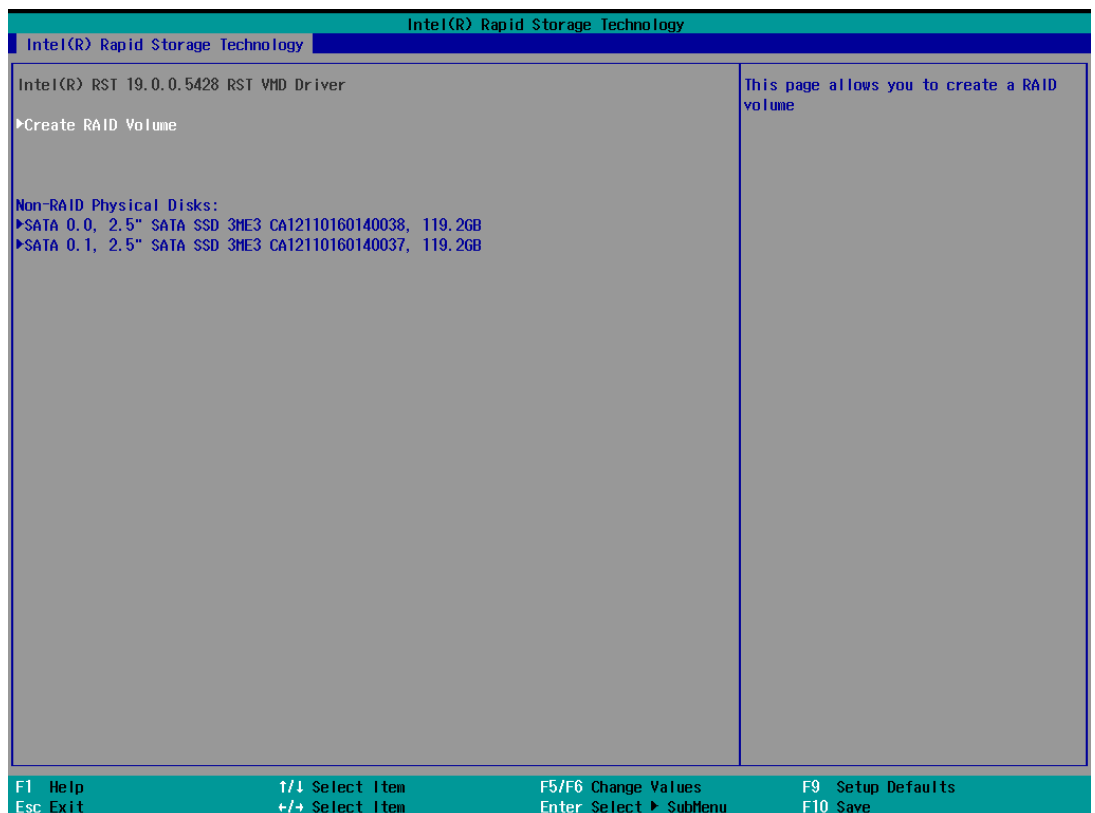 Intel(R) Rapid Storage Technology
Intel(R) Rapid Storage Technology
Intel(R) RST 19.0.0.5428 RST VMD Driver
▶Create RAID Volume
Non-RAID Physical Disks:
▶SATA 0.0, 2.5" SATA SSD 3ME3 CA12110160140038, 119.2GB
▶SATA 0.1, 2.5" SATA SSD 3ME3 CA12110160140037, 119.2GB
This page allows you to create a RAID
volume
F1 Help ↑/↓ Select Item F5/F6 Change Values F9 Setup Defaults
Esc Exit ←/→ Select Item Enter Select ▶ SubMenu F10 Save